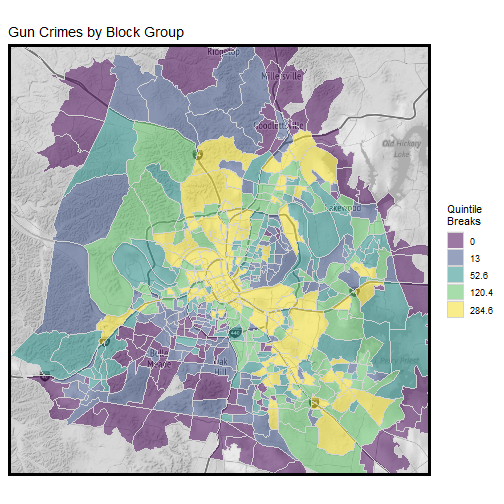 Gun Crimes by Block Group
Ridgetop
Millersville
Goodlettsville
Old Hickory
Lake
Lakewood
Oak
Hill
Quintile
Breaks
0
13
52.6
120.4
284.6